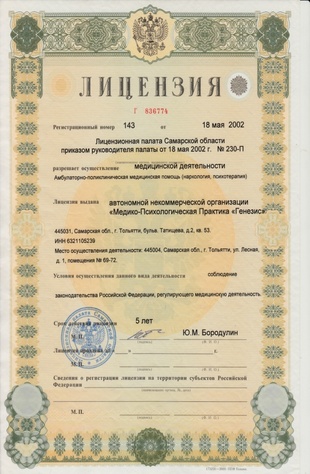 ЛИЦЕНЗИЯ
Г 836774
Регистрационный номер 143 от 18 мая 2002
Лицензионная палата Самарской области
приказом руководителя палаты от 18 мая 2002 г. № 230-П
разрешает осуществление медицинской деятельности
Амбулаторно-поликлиническая медицинская помощь (наркология, психотерапия)
Лицензия выдана автономной некоммерческой организации
«Медико-Психологическая Практика «Генезис»
445031, Самарская обл., г. Тольятти, бульв. Татищева, д.2, кв. 53.
ИНН 6321105239
Место осуществления деятельности: 445004, Самарская обл., г. Тольятти, ул. Лесная,
д. 1, помещения № 69-72.
Условия осуществления данного вида деятельности соблюдение
законодательства Российской Федерации, регулирующего медицинскую деятельность.
Срок действия лицензии 5 лет
М.П. Ю.М. Бородулин
(Ф.И.О.)
Лицензия продлена до
М.П. (Ф.И.О.)
Сведения о регистрации лицензии на территории субъектов Российской
Федерации
М.П.